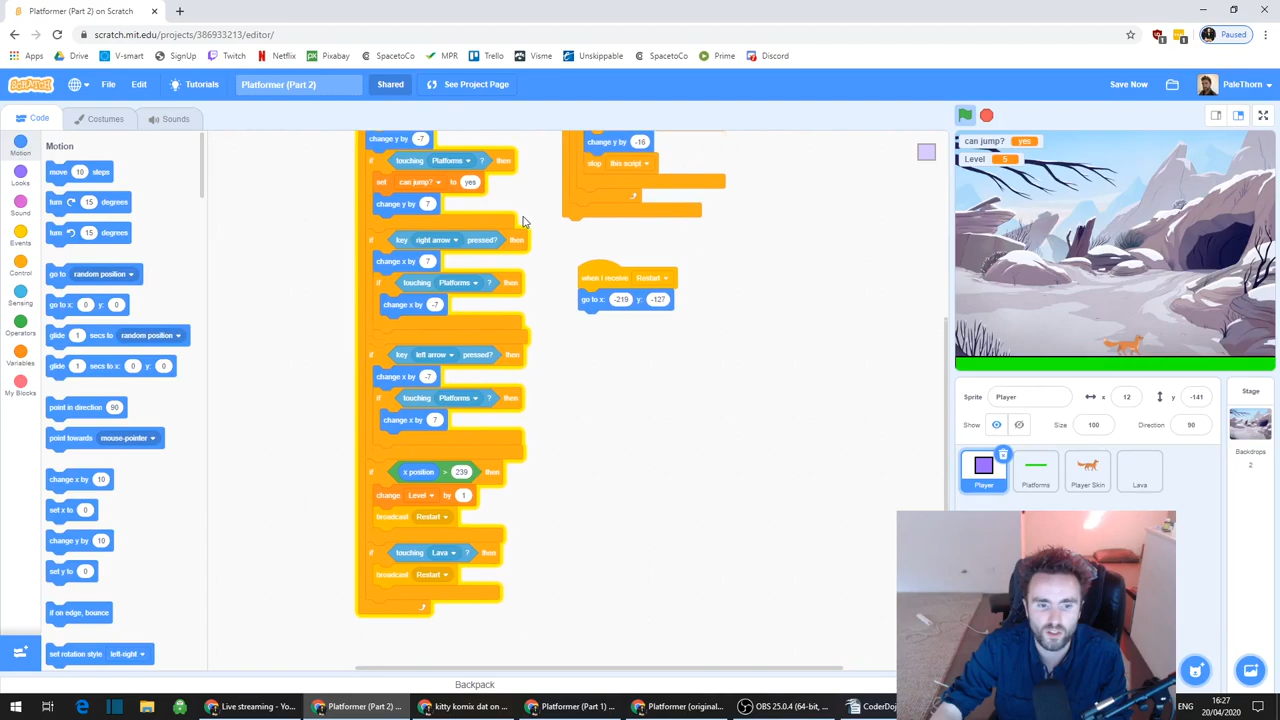 Platformer (Part 2) on Scratch
scratch.mit.edu/projects/386933213/editor/
Paused
Apps Drive V-smart SignUp Twitch Netflix Pixabay SpacetoCo MPR Trello Visme Unskippable SpacetoCo Prime Discord
SCRATCH File Edit Tutorials Platformer (Part 2) Shared See Project Page Save Now PaleThorn
Code Costumes Sounds
Motion
Looks
Sound
Events
Control
Sensing
Operators
Variables
My Blocks
Motion
move 10 steps
turn 15 degrees
turn 15 degrees
go to random position
go to x: 0 y: 0
glide 1 secs to random position
glide 1 secs to x: 0 y: 0
point in direction 90
point towards mouse-pointer
change x by 10
set x to 0
change y by 10
set y to 0
if on edge, bounce
set rotation style left-right
change y by -7
if touching Platforms ? then
set can jump? to yes
change y by 7
if key right arrow pressed? then
change x by 7
if touching Platforms ? then
change x by -7
if key left arrow pressed? then
change x by -7
if touching Platforms ? then
change x by 7
if x position > 239 then
change Level by 1
broadcast Restart
if touching Lava ? then
broadcast Restart
change y by -16
stop this script
when I receive Restart
go to x: -219 y: -127
can jump? yes
Level 5
Sprite Player x 12 y -141
Show Size 100 Direction 90
Player Platforms Player Skin Lava
Stage
Backdrops
2
Backpack
Live streaming - Yo...
Platformer (Part 2) ...
kitty komix dat on ...
Platformer (Part 1) ...
Platformer (origina...
OBS 25.0.4 (64-bit, ...
CoderDoj
ENG
16:27
20/04/2020